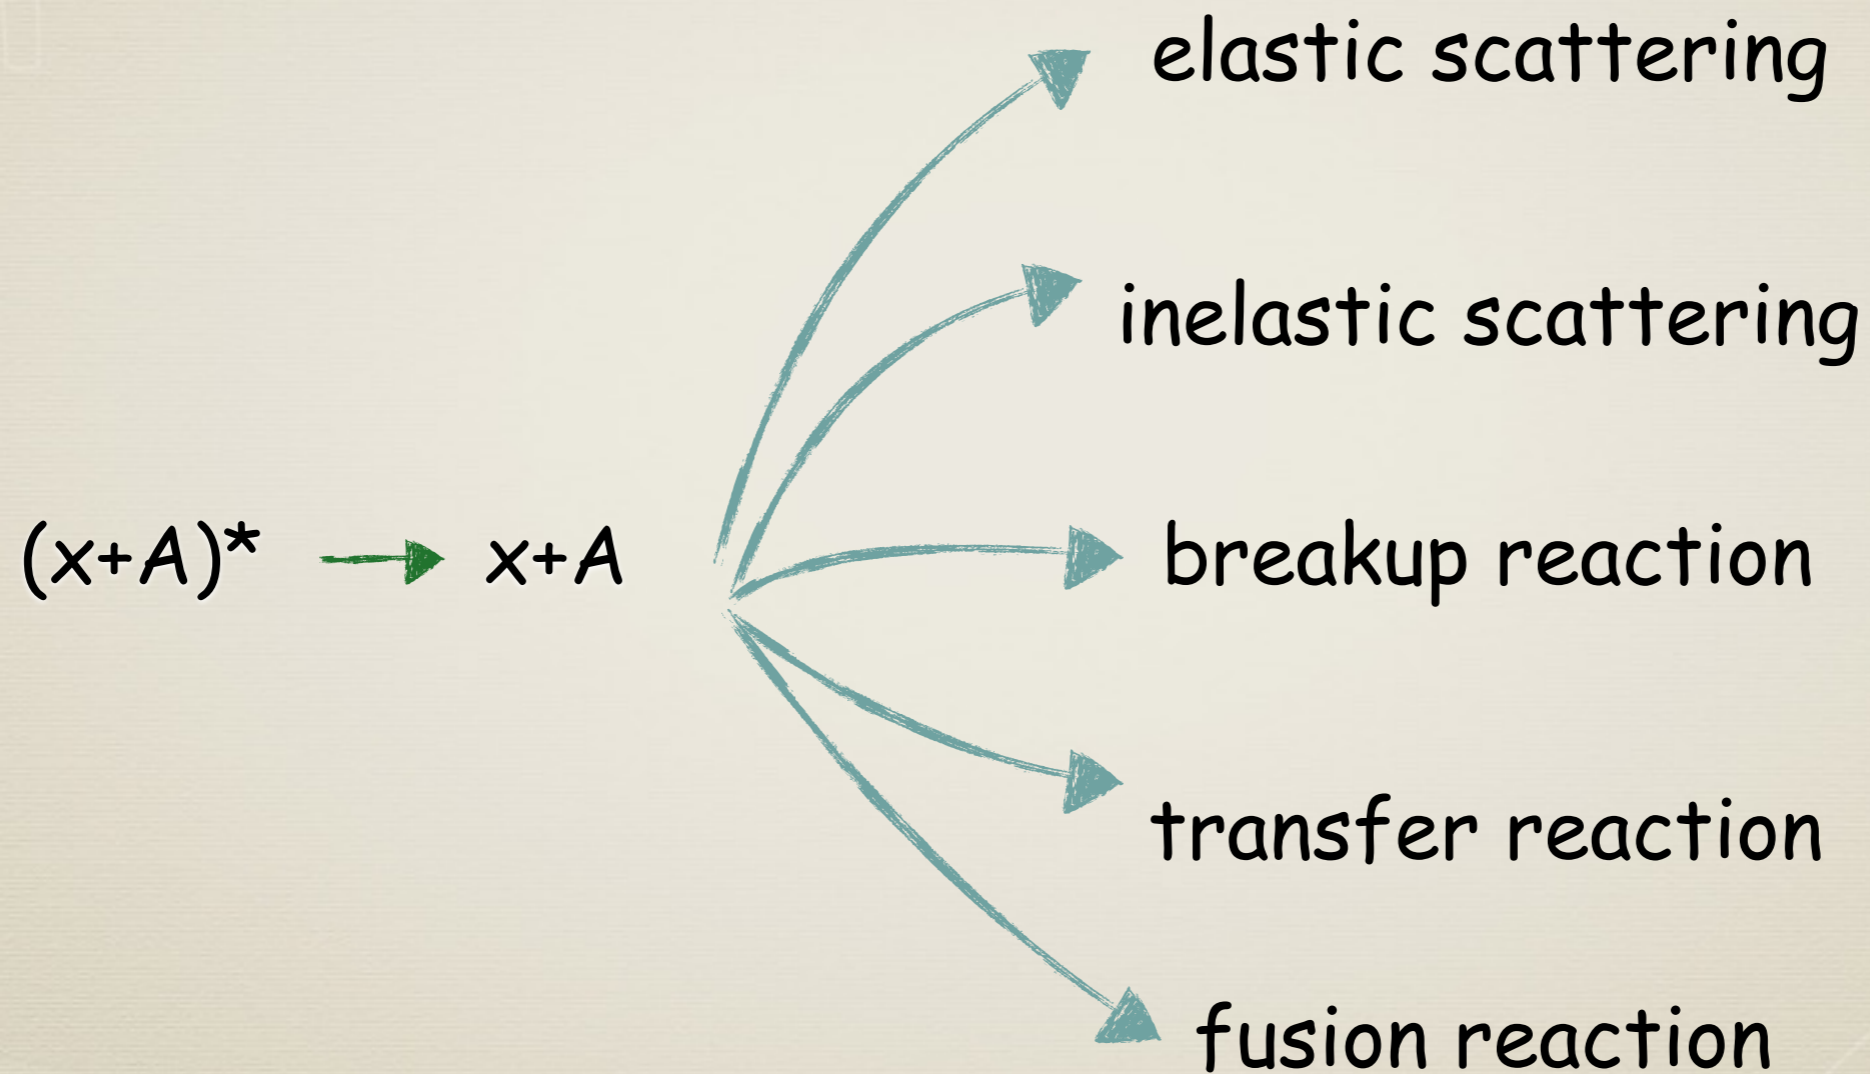 elastic scattering
inelastic scattering
(x+A)* x+A
breakup reaction
transfer reaction
fusion reaction